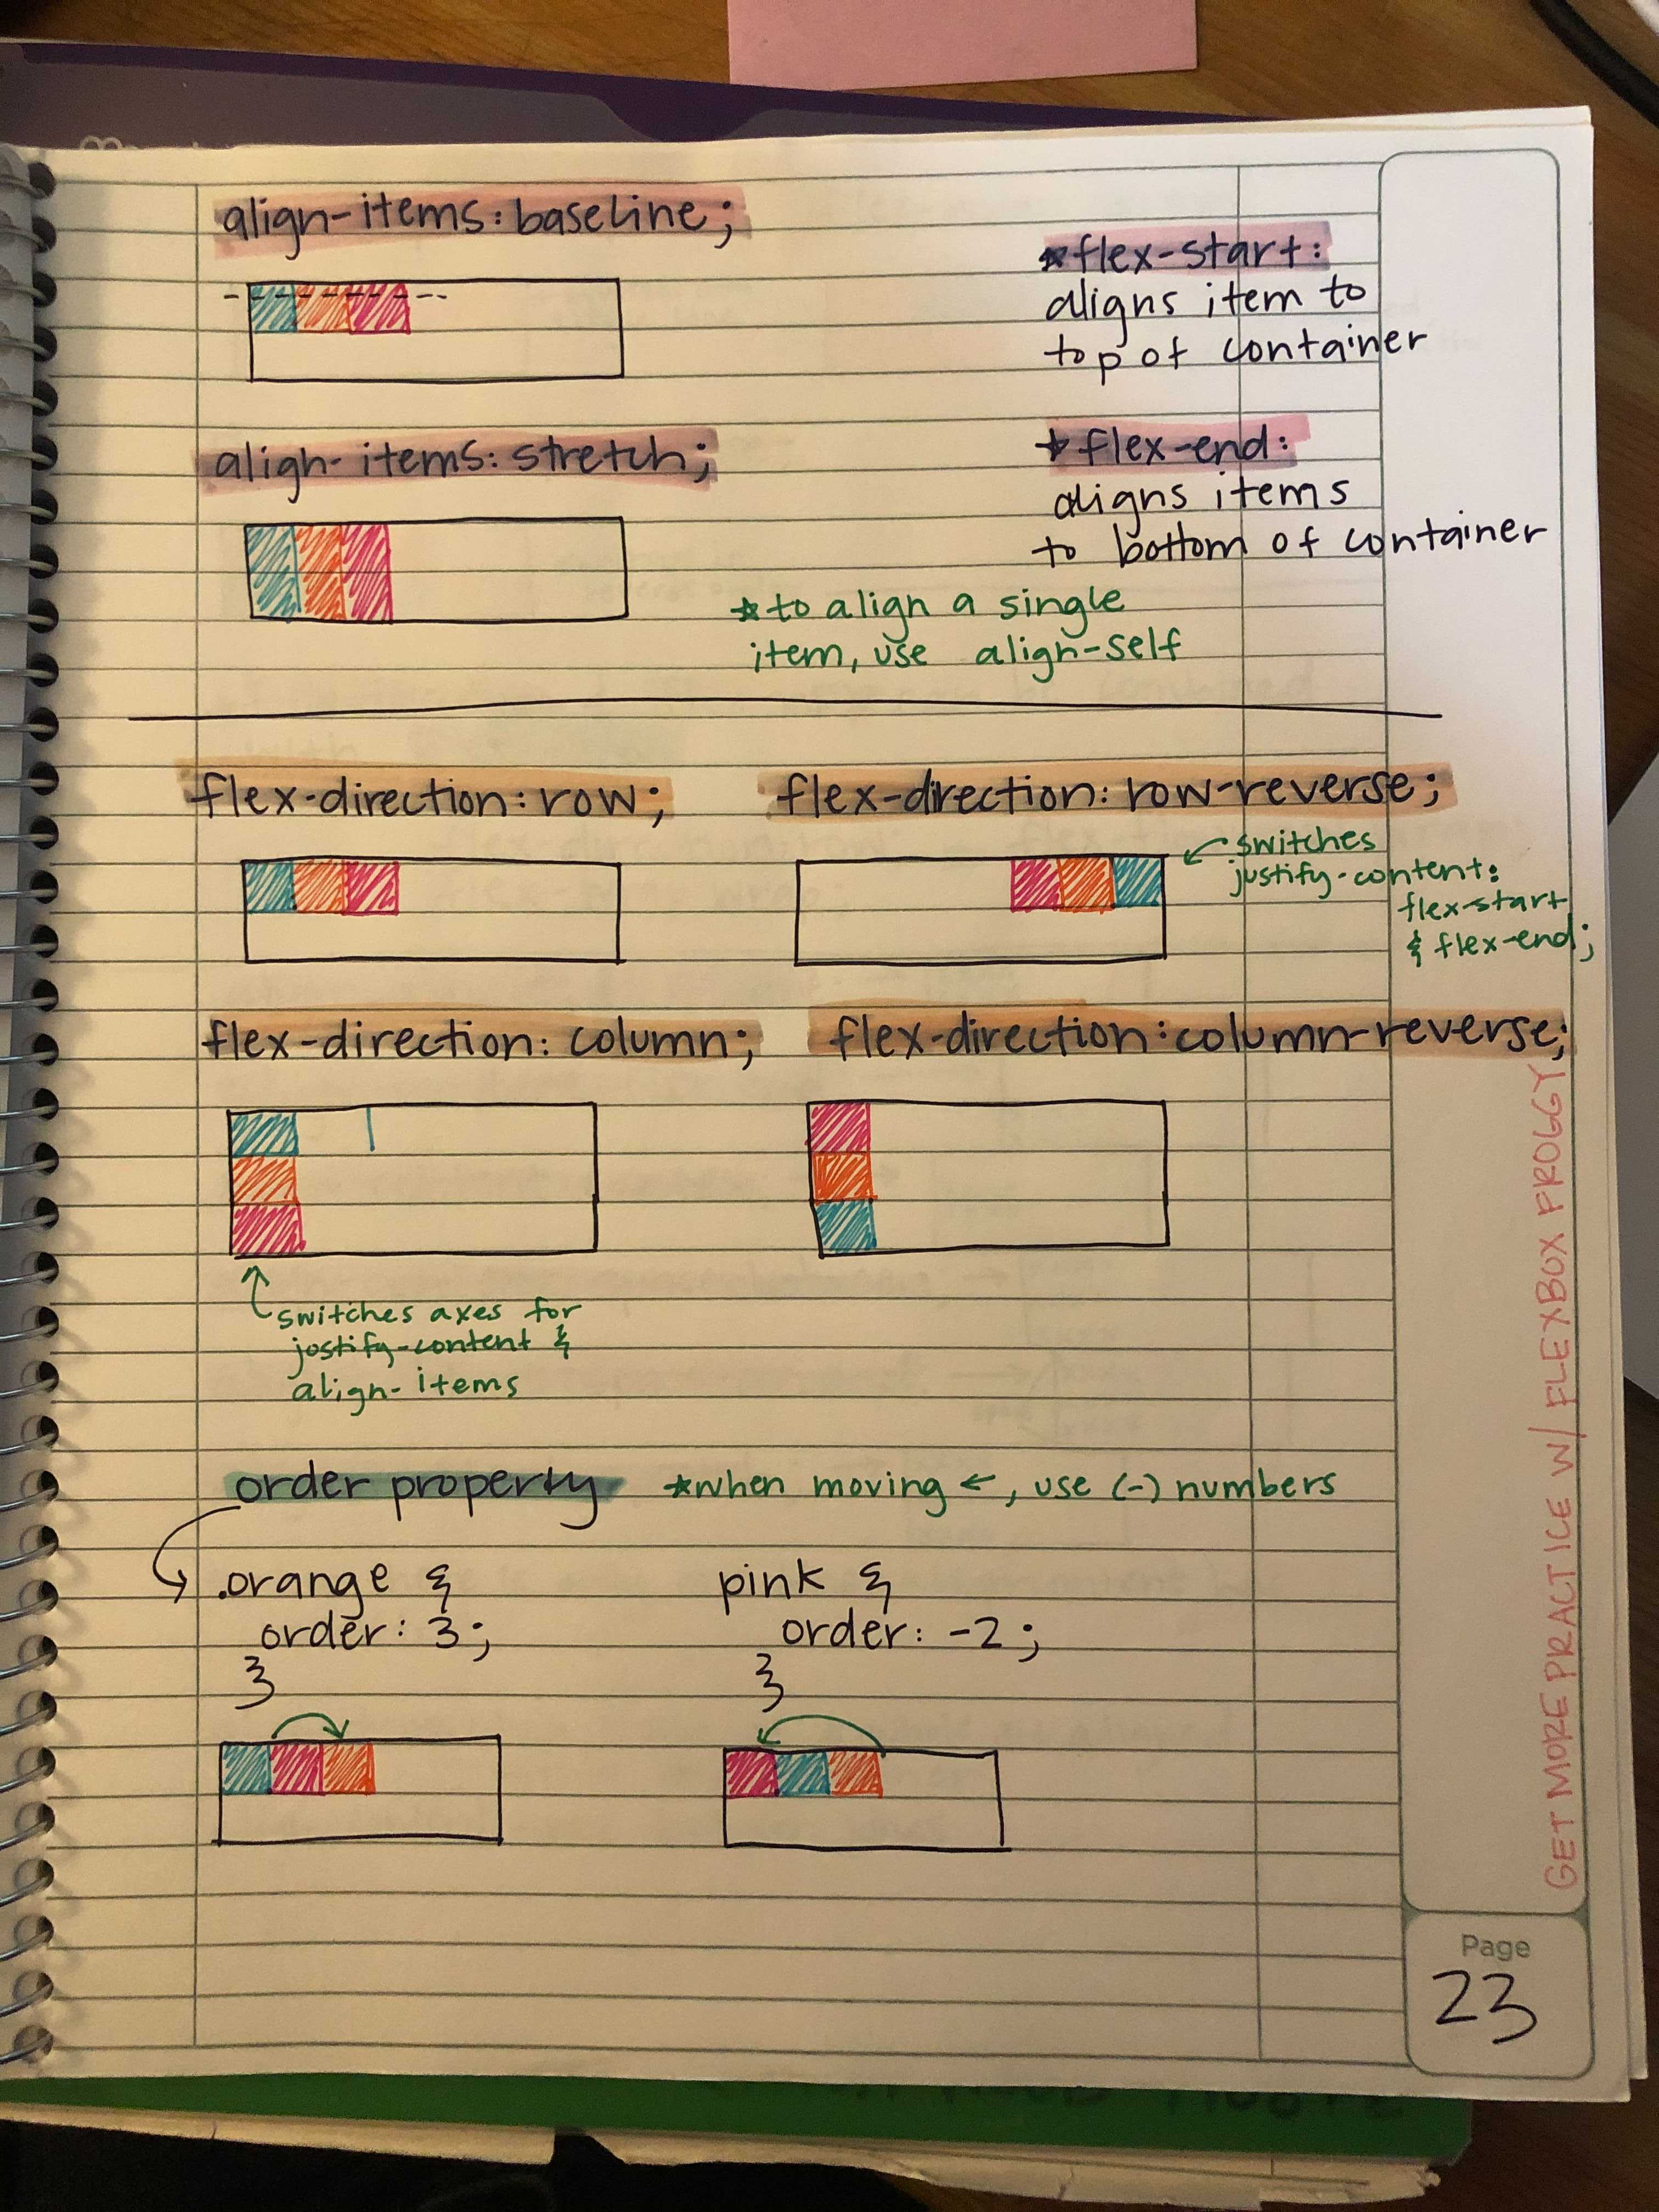 align-items: baseline;
★flex-start:
aligns item to
top of container
align-items: stretch;
★ flex-end:
aligns items
to bottom of container
★to align a single
item, use align-self
flex-direction: row;
flex-direction: row-reverse;
switches
justify-content:
flex-start
& flex-end;
flex-direction: column;
flex-direction: column-reverse;
switches axes for
justify-content &
align-items
order property
★when moving ←, use (-) numbers
.orange {
order: 3;
}
pink {
order: -2;
}
GET MORE PRACTICE W/ FLEXBOX FROGGY
Page
23